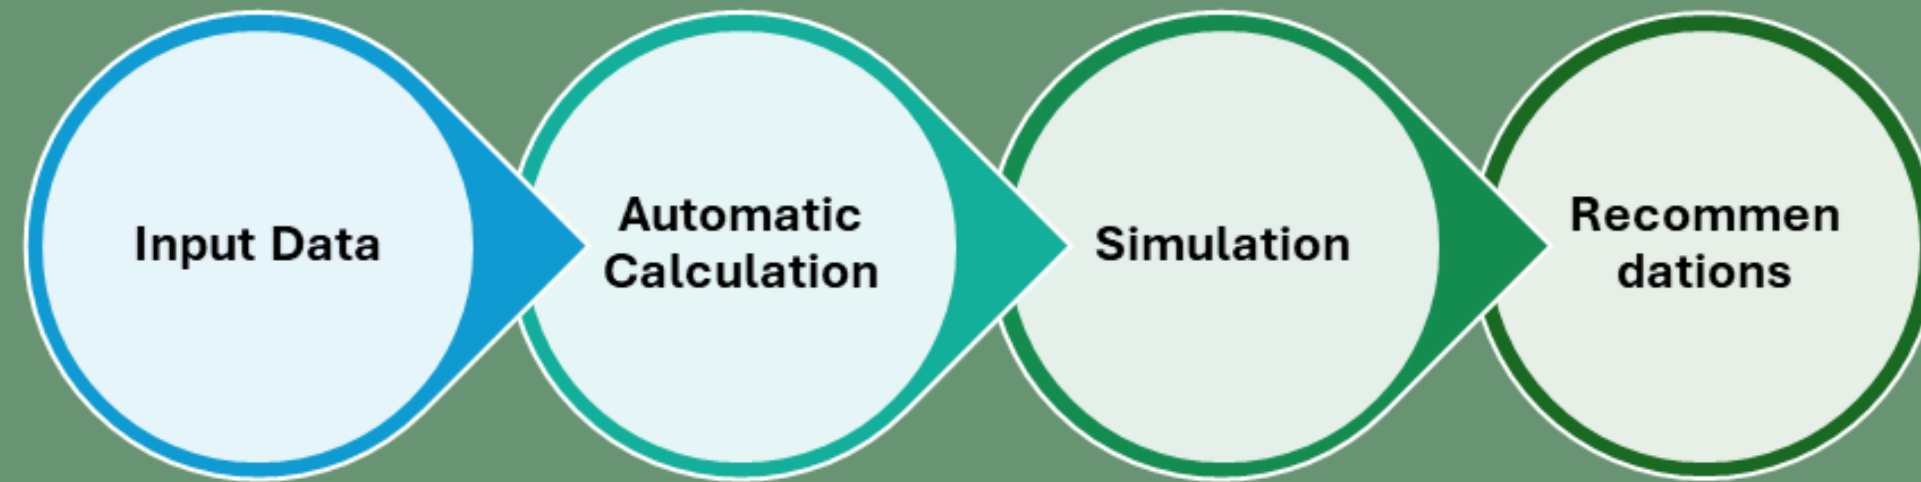 Input Data
Automatic
Calculation
Simulation
Recommen
dations